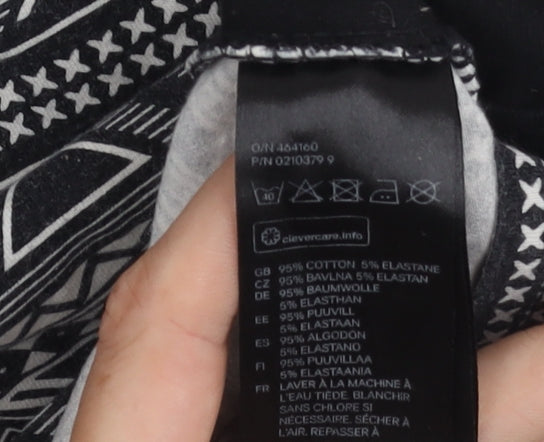 O/N 464160
P/N 0210379 9
40
clevercare.info
GB 95% COTTON 5% ELASTANE
CZ 95% BAVLNA 5% ELASTAN
DE 95% BAUMWOLLE
5% ELASTHAN
EE 95% PUUVILL
5% ELASTAAN
ES 95% ALGODÓN
5% ELASTANO
FI 95% PUUVILLAA
5% ELASTAANIA
FR LAVER À LA MACHINE À
L'EAU TIÈDE. BLANCHIR
SANS CHLORE SI
NÉCESSAIRE. SÉCHER À
L'AIR. REPASSER À